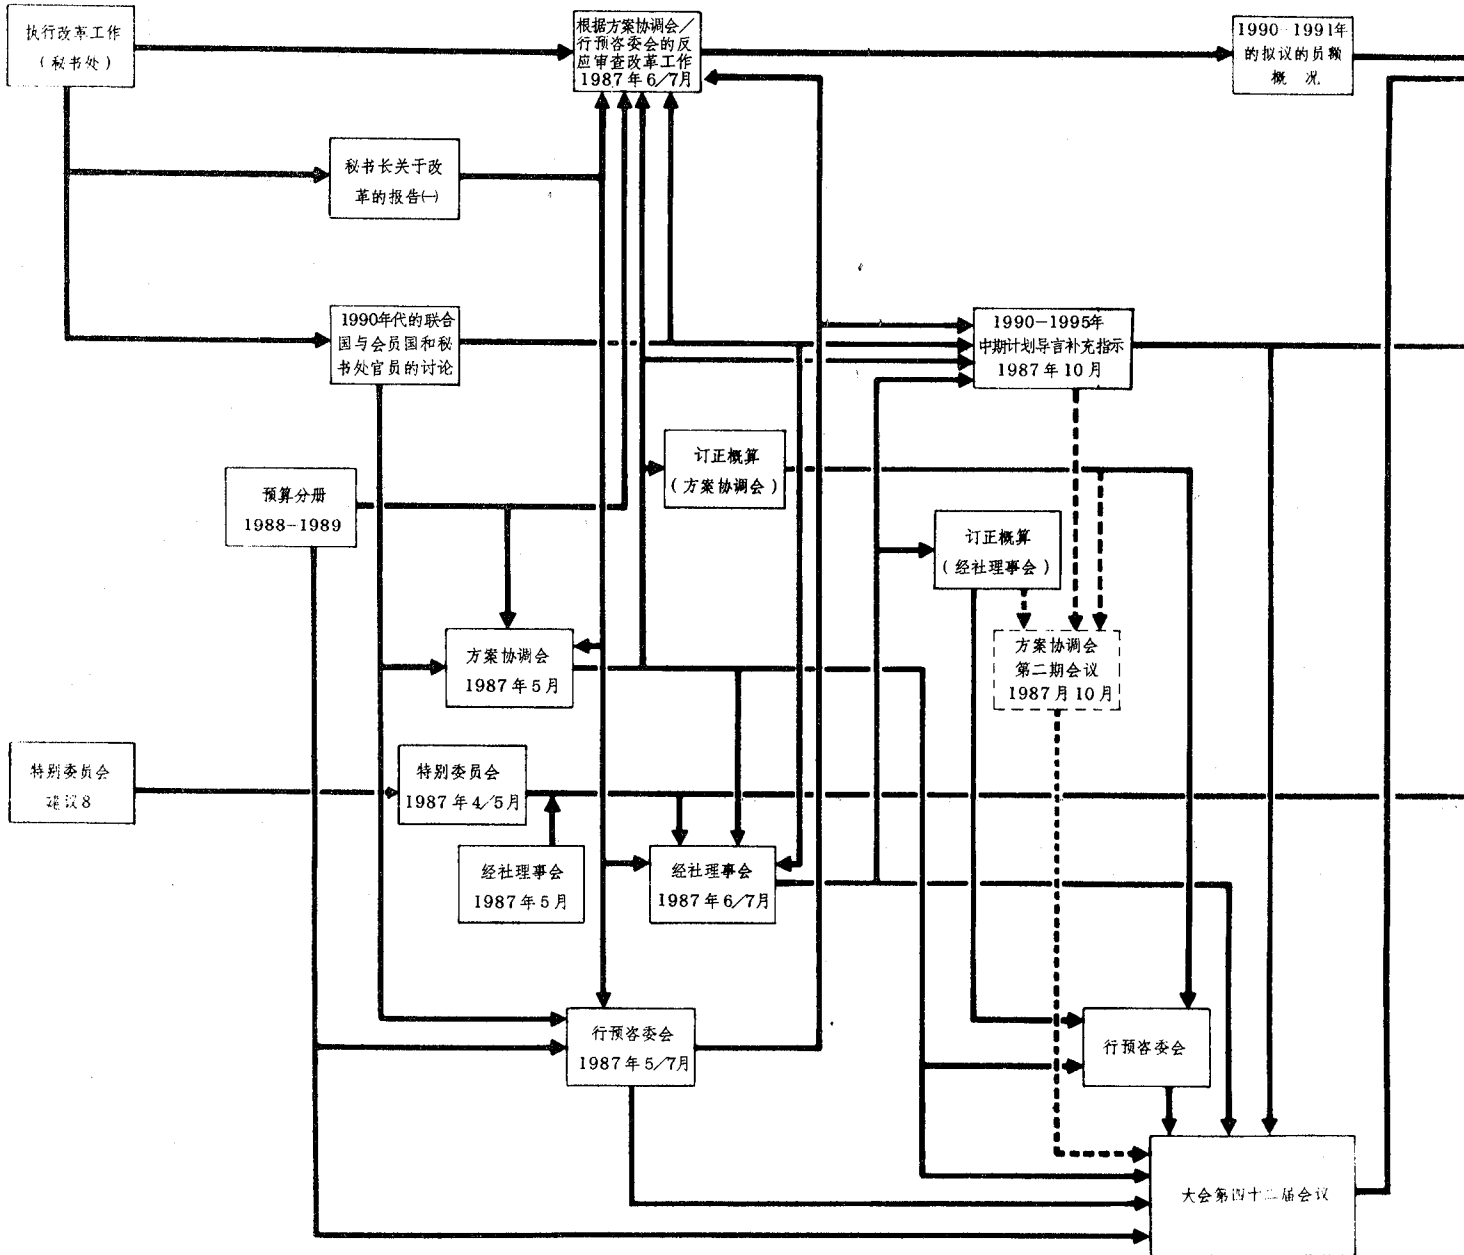 执行改革工作
（秘书处）
根据方案协调会／
行预咨委会的反
应审查改革工作
1987年6/7月
1990-1991年
的拟议的员额
概 况
秘书长关于改
革的报告㈠
1990年代的联合
国与会员国和秘
书处官员的讨论
1990-1995年
中期计划导言补充指示
1987年10月
订正概算
（方案协调会）
预算分册
1988-1989
订正概算
（经社理事会）
方案协调会
1987年5月
方案协调会
第二期会议
1987月10月
特别委员会
建议8
特别委员会
1987年4/5月
经社理事会
1987年5月
经社理事会
1987年6/7月
行预咨委会
1987年5/7月
行预咨委会
大会第四十二届会议